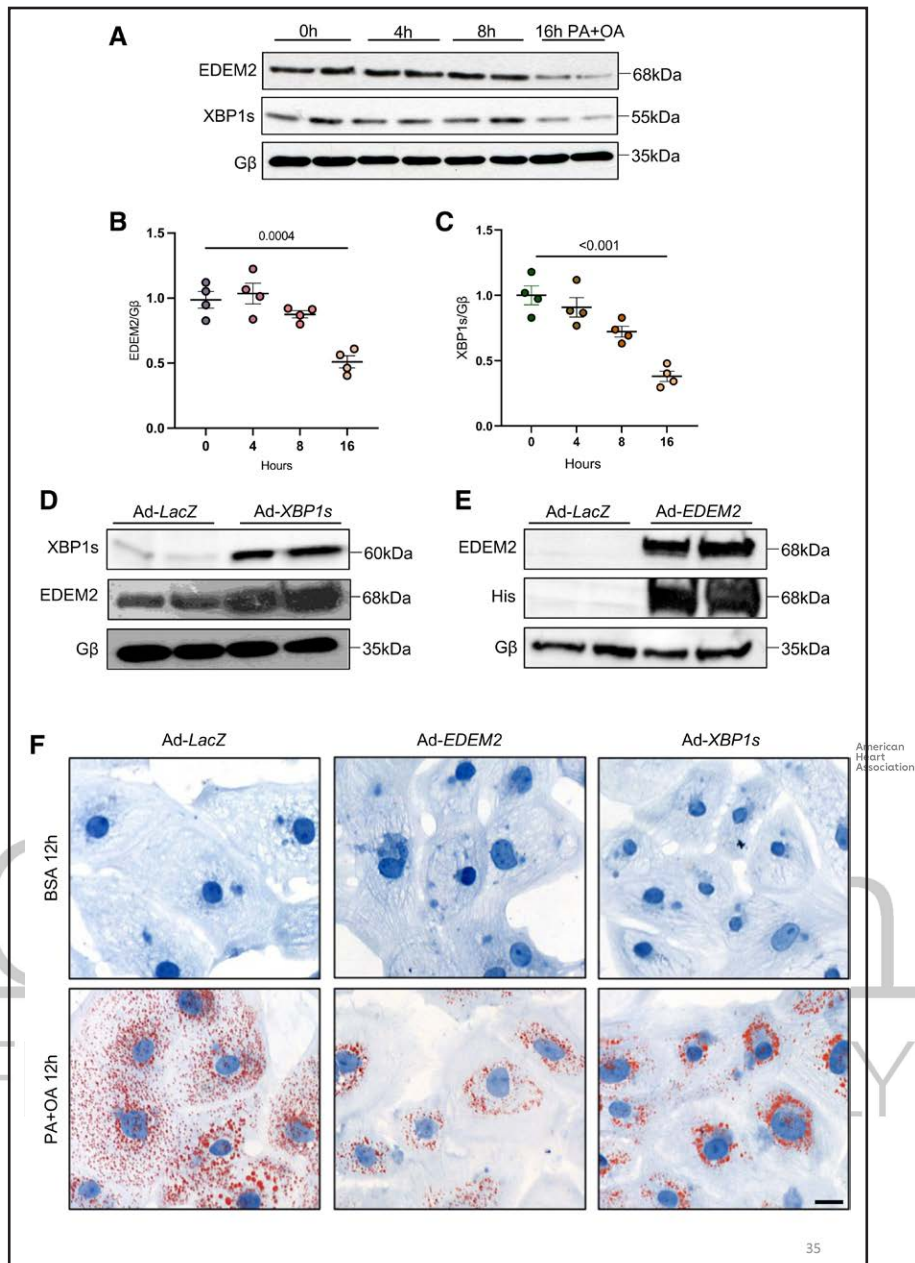 A
0h 4h 8h 16h PA+OA
EDEM2 68kDa
XBP1s 55kDa
Gβ 35kDa
B
1.5
1.0
0.5
0.0
EDEM2/Gβ
0.0004
0 4 8 16
Hours
C
1.5
1.0
0.5
0.0
XBP1s/Gβ
<0.001
0 4 8 16
Hours
D
Ad-LacZ Ad-XBP1s
XBP1s 60kDa
EDEM2 68kDa
Gβ 35kDa
E
Ad-LacZ Ad-EDEM2
EDEM2 68kDa
His 68kDa
Gβ 35kDa
F
Ad-LacZ Ad-EDEM2 Ad-XBP1s
American
Heart
Association
BSA 12h
PA+OA 12h
35